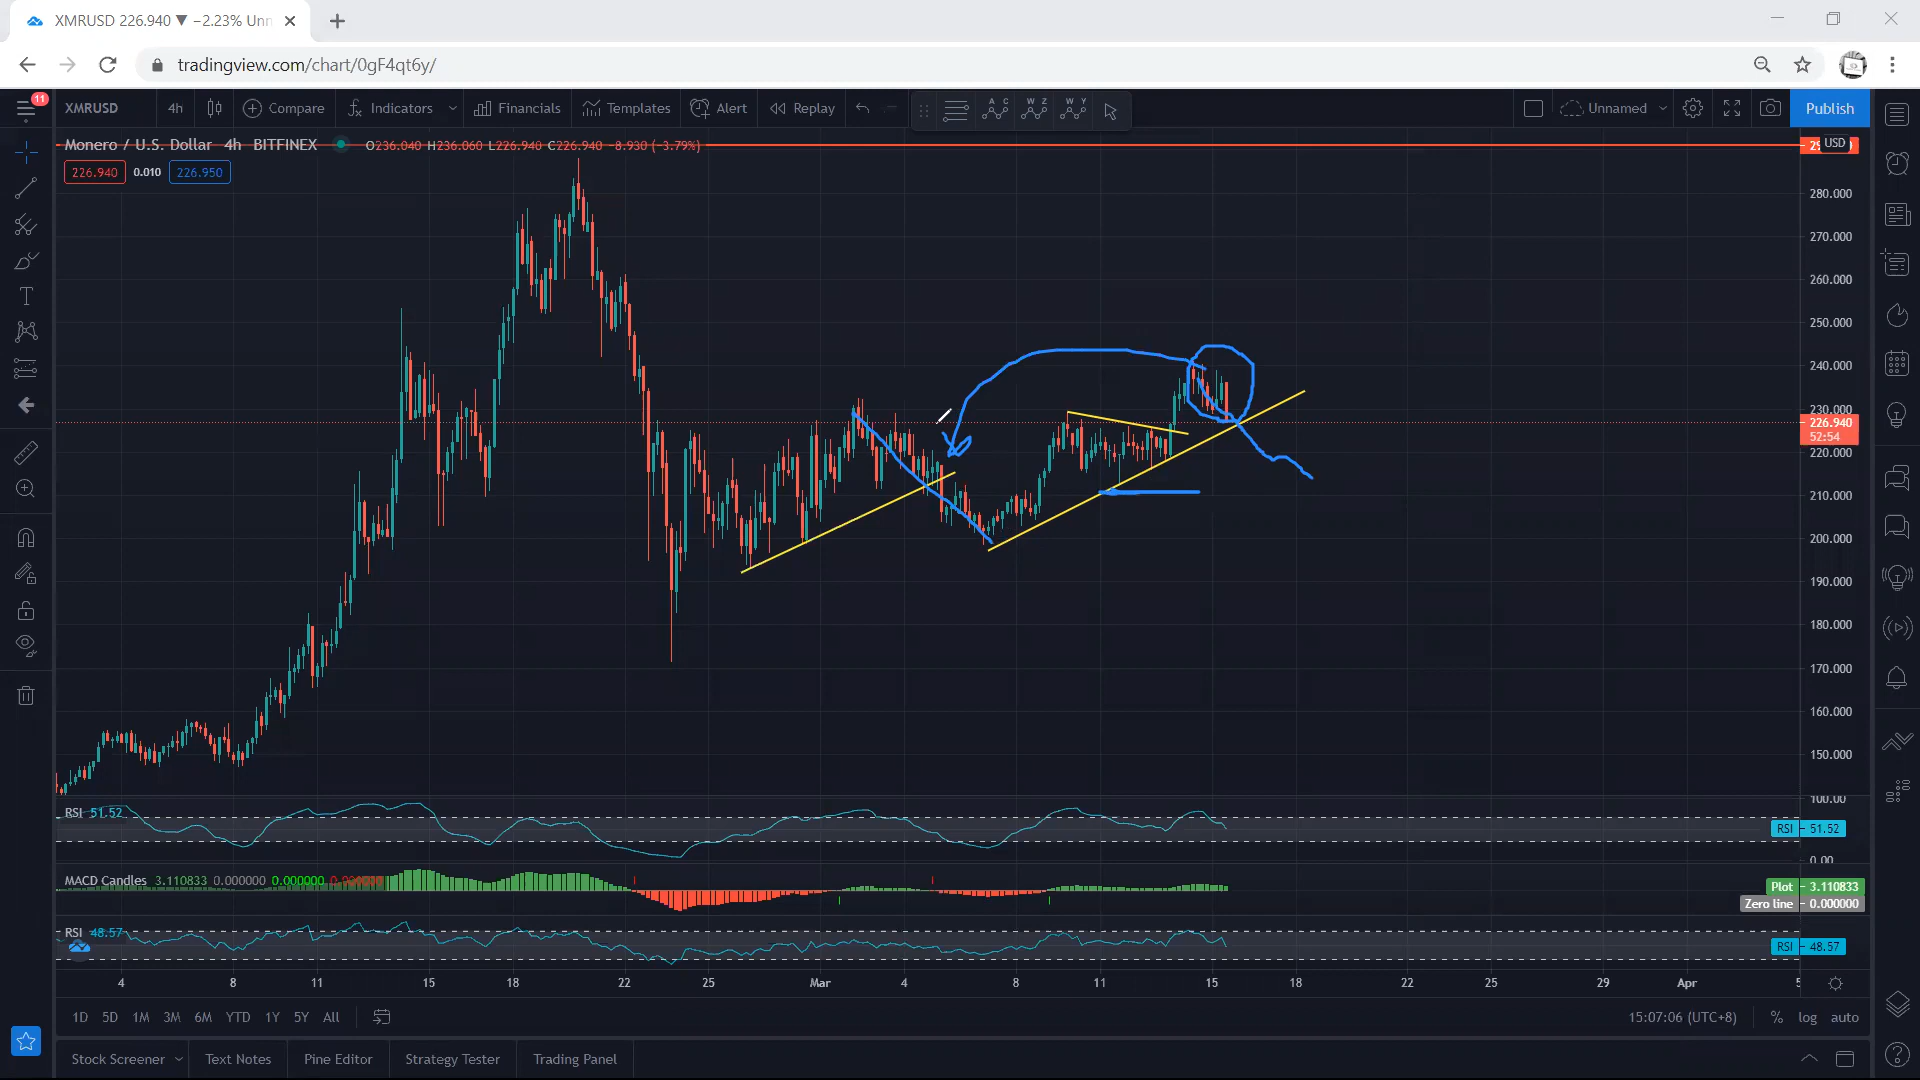 XMRUSD 226.940 ▼ −2.23% Unn
tradingview.com/chart/0gF4qt6y/
11
XMRUSD 4h Compare Indicators Financials Templates Alert Replay A C W Z W Y Unnamed Publish
Monero / U.S. Dollar 4h BITFINEX O236.040 H236.060 L226.940 C226.940 −8.930 (−3.79%)
USD
226.940 0.010 226.950
280.000
270.000
260.000
250.000
240.000
230.000
226.940
52:54
220.000
210.000
200.000
190.000
180.000
170.000
160.000
150.000
100.00
RSI 51.52
RSI 51.52
0.00
MACD Candles 3.110833 0.000000 0.000000 0.000000
Plot 3.110833
Zero line 0.000000
RSI 48.57
RSI 48.57
4 8 11 15 18 22 25 Mar 4 8 11 15 18 22 25 29 Apr 5
1D 5D 1M 3M 6M YTD 1Y 5Y All 15:07:06 (UTC+8) % log auto
Stock Screener Text Notes Pine Editor Strategy Tester Trading Panel